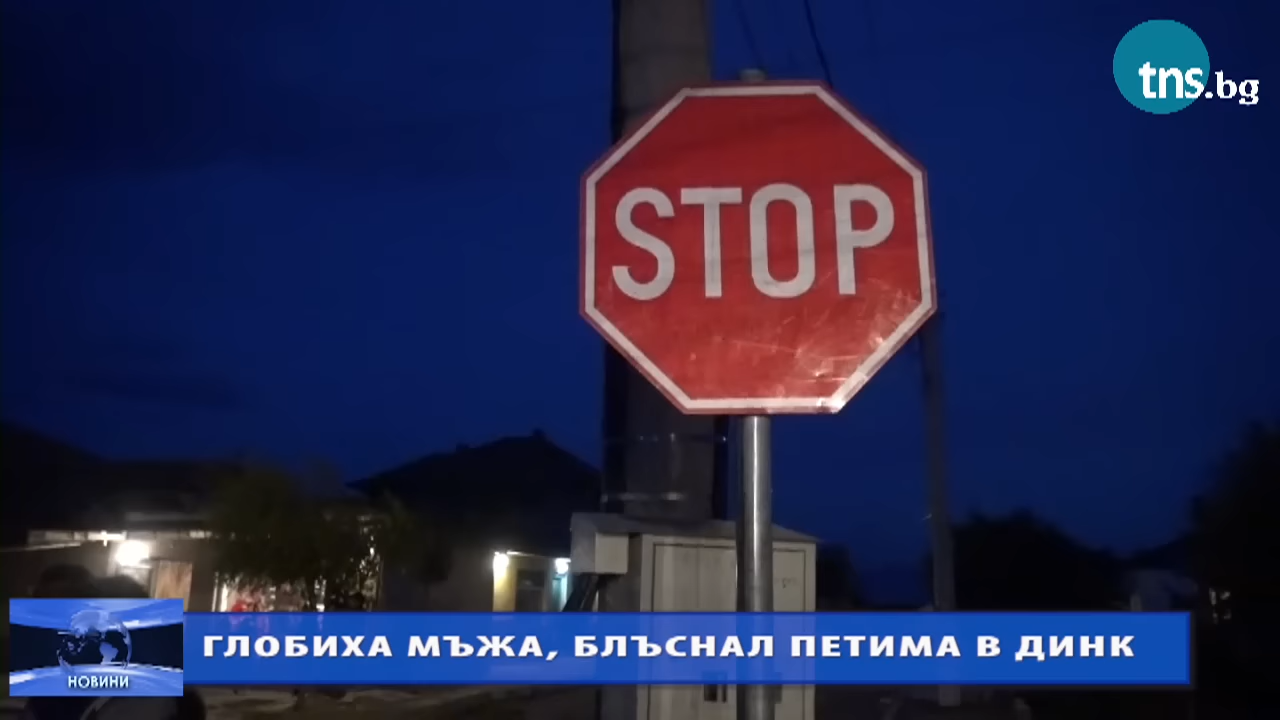 tns.bg
STOP
ГЛОБИХА МЪЖА, БЛЪСНАЛ ПЕТИМА В ДИНК
НОВИНИ